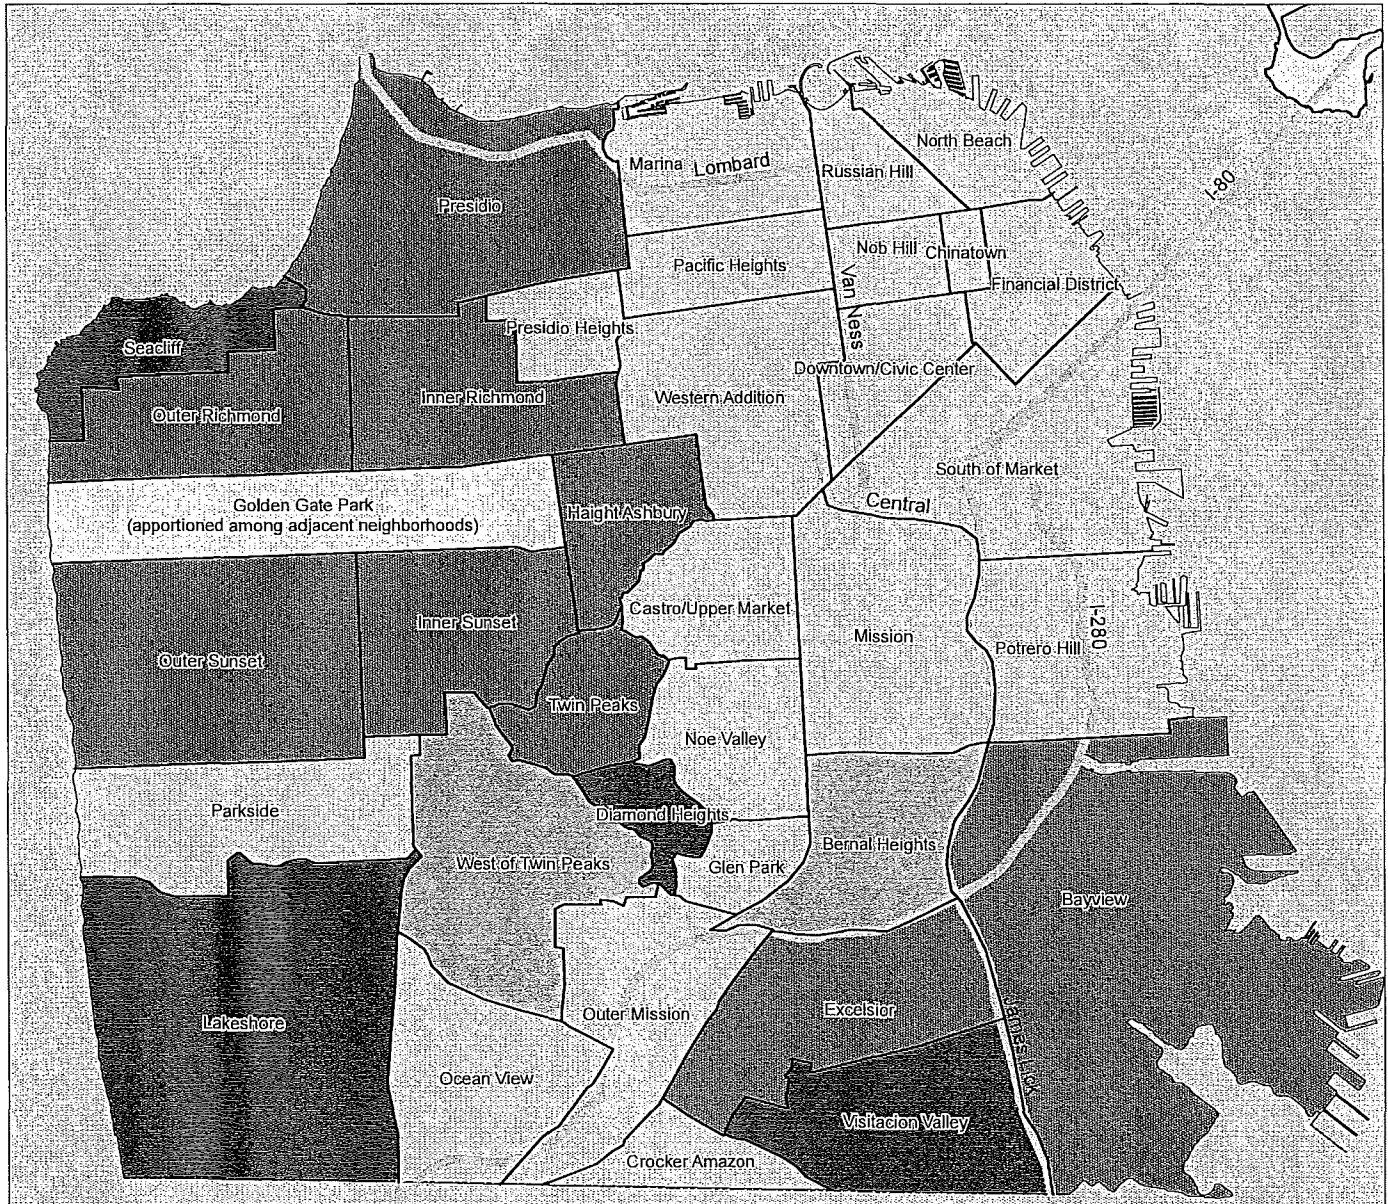 North Beach
Marina
Lombard
Russian Hill
I-80
Presidio
Nob Hill
Chinatown
Pacific Heights
Financial District
Van Ness
Presidio Heights
Seacliff
Downtown/Civic Center
Inner Richmond
Western Addition
Outer Richmond
South of Market
Golden Gate Park
(apportioned among adjacent neighborhoods)
Haight Ashbury
Central
Castro/Upper Market
Inner Sunset
I-280
Mission
Potrero Hill
Outer Sunset
Twin Peaks
Noe Valley
Parkside
Diamond Heights
Bernal Heights
West of Twin Peaks
Glen Park
Bayview
Excelsior
Outer Mission
Lakeshore
James Lick
Ocean View
Visitacion Valley
Crocker Amazon